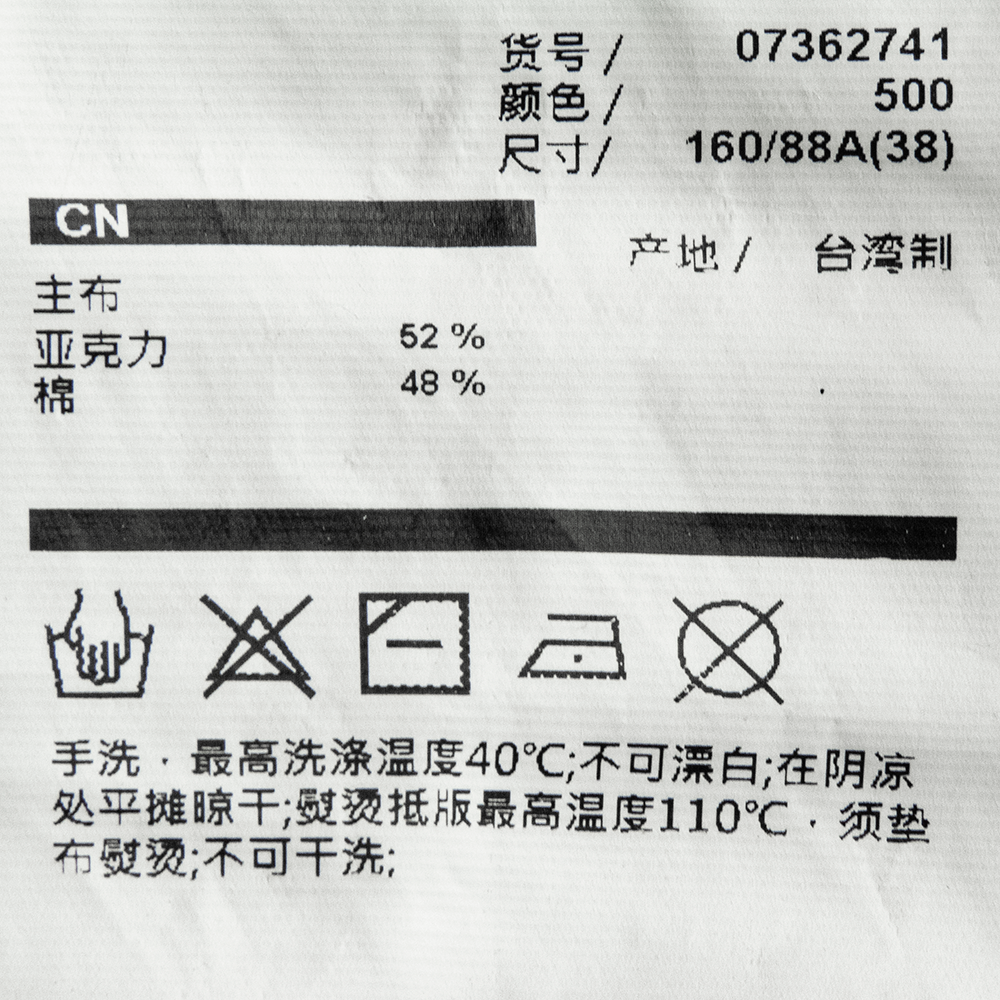 货号 / 07362741
颜色 / 500
尺寸/ 160/88A(38)
CN
产地 / 台湾制
主布
亚克力 52 %
棉 48 %
手洗 · 最高洗涤温度40℃;不可漂白;在阴凉
处平摊晾干;熨烫抵版最高温度110℃ · 须垫
布熨烫;不可干洗;